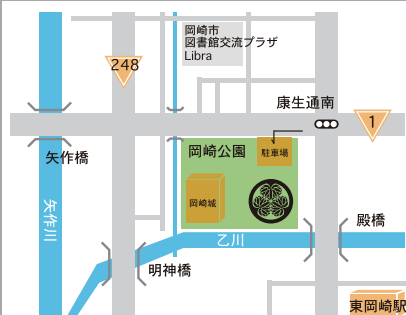 岡崎市
図書館交流プラザ
Libra
248
康生通南
1
岡崎公園
駐車場
矢作橋
岡崎城
矢作川
殿橋
乙川
明神橋
東岡崎駅